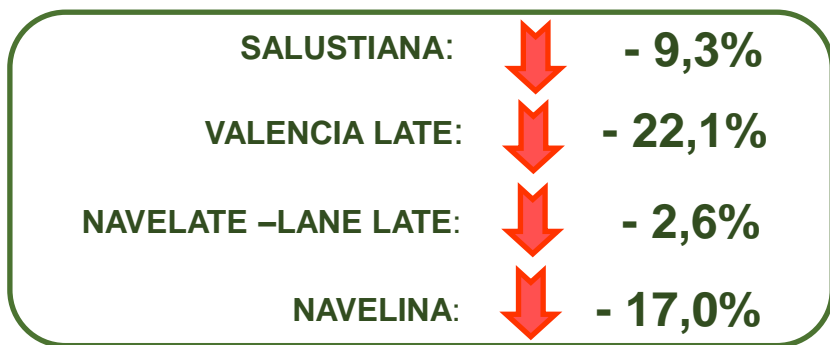 SALUSTIANA: - 9,3%
VALENCIA LATE: - 22,1%
NAVELATE –LANE LATE: - 2,6%
NAVELINA: - 17,0%